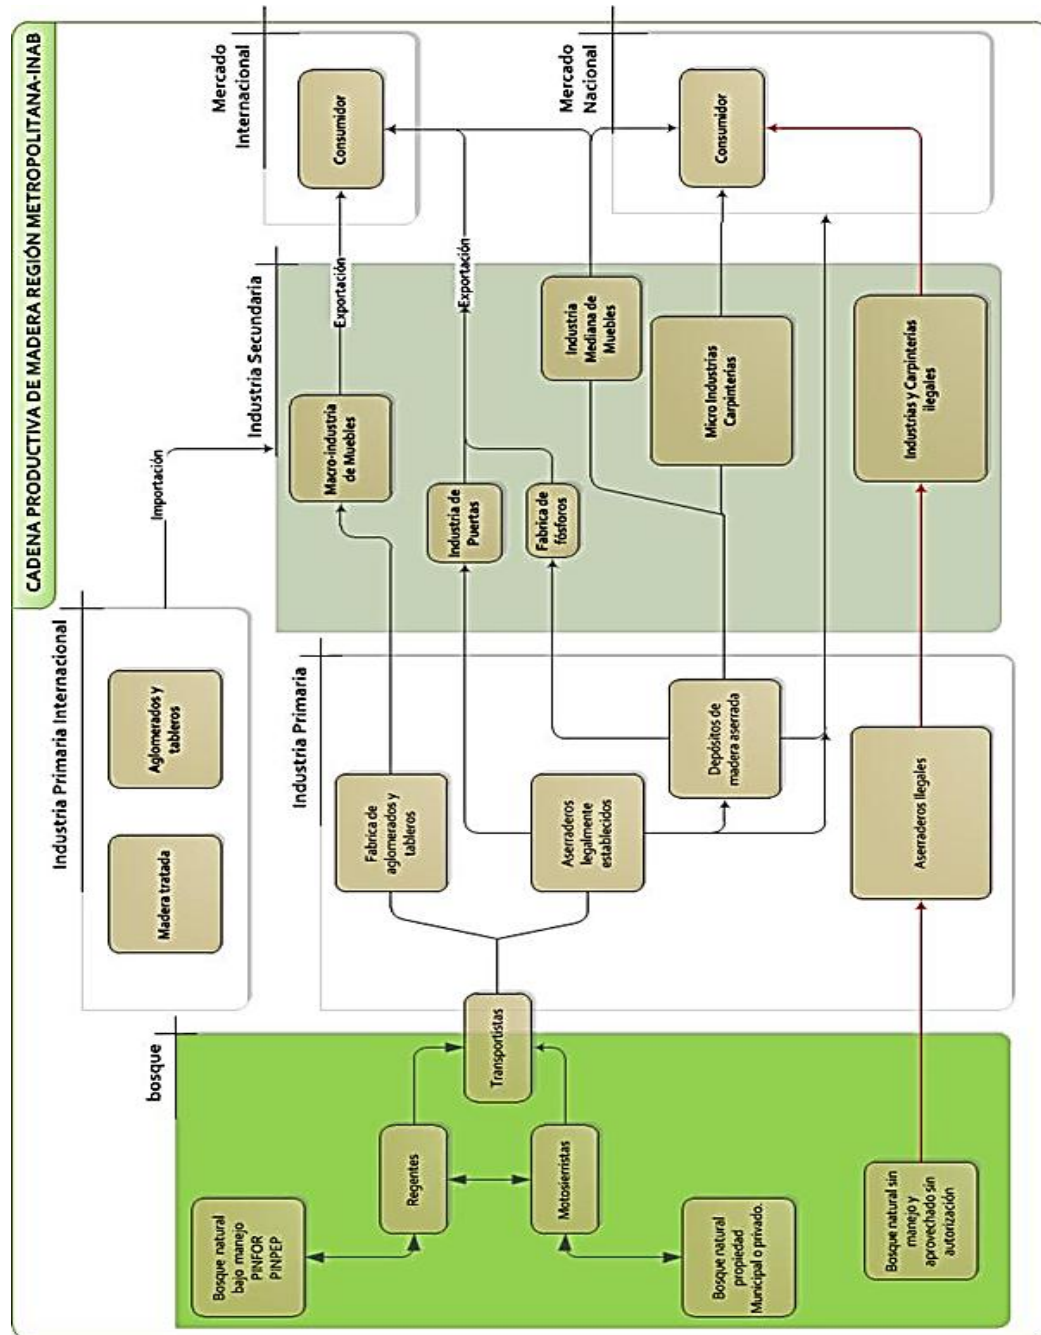 CADENA PRODUCTIVA DE MADERA REGIÓN METROPOLITANA-INAB
bosque
Bosque natural
bajo manejo
PINFOR
PINPEP
Regentes
Motosierristas
Bosque natural
propiedad
Municipal o privado.
Bosque natural sin
manejo y
aprovechado sin
autorización
Transportistas
Industria Primaria Internacional
Madera tratada
Aglomerados y
tableros
Importación
Industria Primaria
Fabrica de
aglomerados y
tableros
Aserraderos
legalmente
establecidos
Depósitos de
madera aserrada
Aserraderos Ilegales
Industria Secundaria
Macro-industria
de Muebles
Industria de
Puertas
Fabrica de
fósforos
Industria
Mediana de
Muebles
Micro Industrias
Carpinterías
Industrias y Carpinterías
ilegales
Exportación
Exportación
Mercado
Internacional
Consumidor
Mercado
Nacional
Consumidor